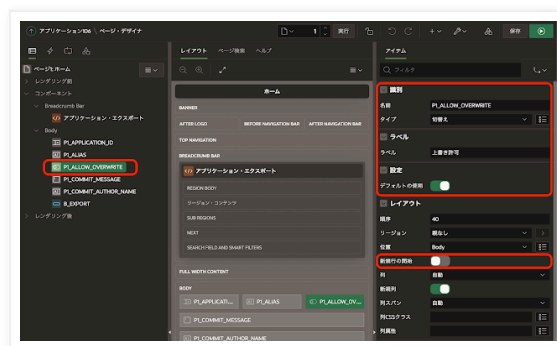 アプリケーション106 \ ページ・デザイナ
1
実行
保存
ページ1: ホーム
レンダリング前
コンポーネント
Breadcrumb Bar
アプリケーション・エクスポート
Body
P1_APPLICATION_ID
P1_ALIAS
P1_ALLOW_OVERWRITE
P1_COMMIT_MESSAGE
P1_COMMIT_AUTHOR_NAME
B_EXPORT
レンダリング後
レイアウト ページ検索 ヘルプ
ホーム
BANNER
AFTER LOGO BEFORE NAVIGATION BAR AFTER NAVIGATION BAR
TOP NAVIGATION
BREADCRUMB BAR
アプリケーション・エクスポート
REGION BODY
リージョン・コンテンツ
SUB REGIONS
NEXT
SEARCH FIELD AND SMART FILTERS
FULL WIDTH CONTENT
BODY
P1_APPLICATI... P1_ALIAS P1_ALLOW_OV...
P1_COMMIT_MESSAGE
P1_COMMIT_AUTHOR_NAME
アイテム
フィルタ
識別
名前 P1_ALLOW_OVERWRITE
タイプ 切替え
ラベル
ラベル 上書き許可
設定
デフォルトの使用
レイアウト
順序 40
リージョン 親なし
位置 Body
新規行の開始
列 自動
新規列
列スパン 自動
列CSSクラス
列属性